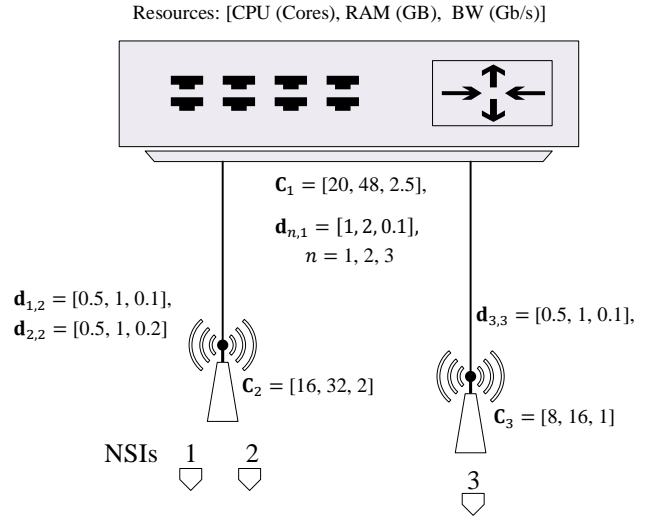 Resources: [CPU (Cores), RAM (GB), BW (Gb/s)]
𝐂₁ = [20, 48, 2.5],
𝐝ₙ,₁ = [1, 2, 0.1],
𝑛 = 1, 2, 3
𝐝₁,₂ = [0.5, 1, 0.1],
𝐝₂,₂ = [0.5, 1, 0.2]
𝐝₃,₃ = [0.5, 1, 0.1],
𝐂₂ = [16, 32, 2]
𝐂₃ = [8, 16, 1]
NSIs 1 2
3